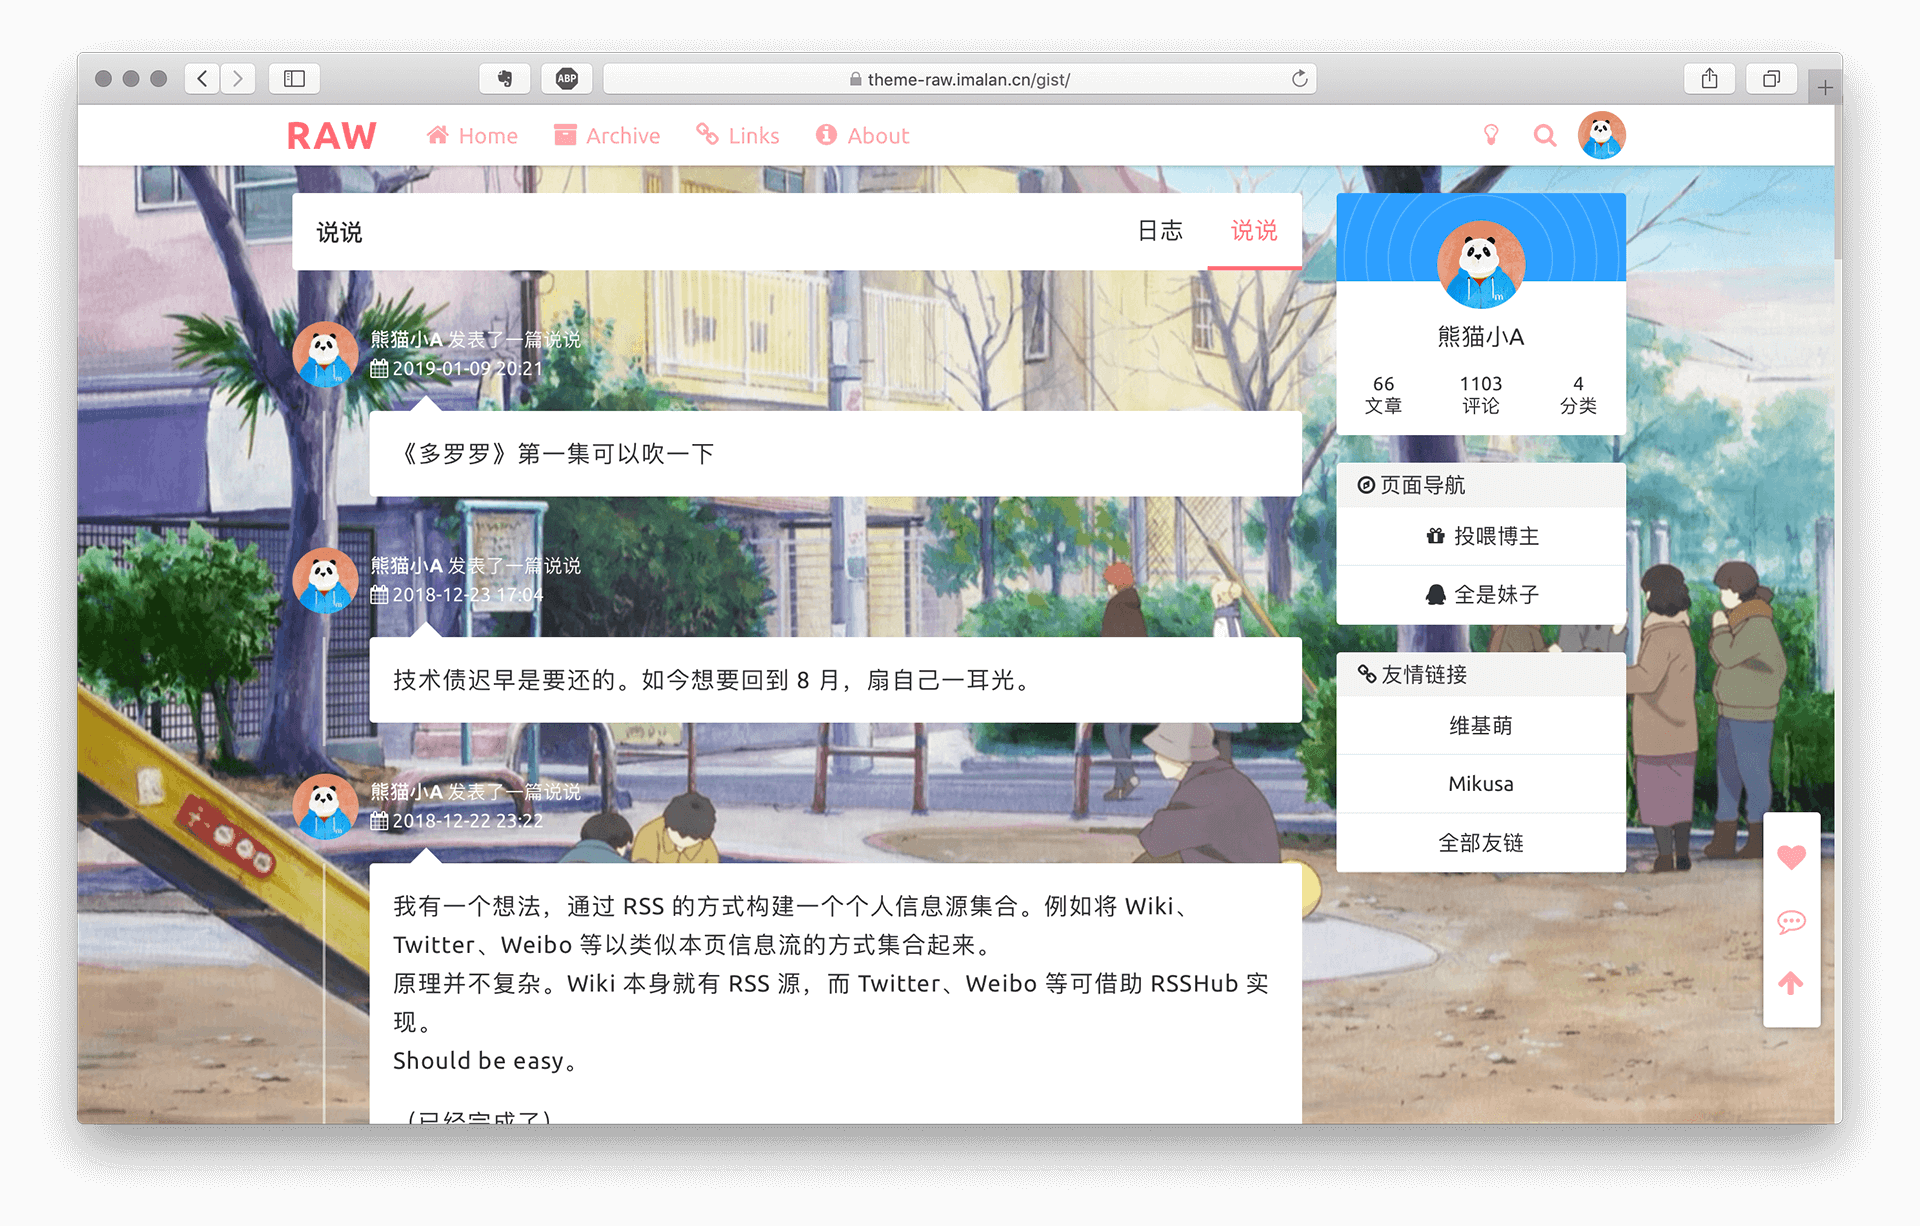 ABP
theme-raw.imalan.cn/gist/
RAW
Home
Archive
Links
About
说说
日志
说说
熊猫小A 发表了一篇说说
2019-01-09 20:21
《多罗罗》第一集可以吹一下
熊猫小A 发表了一篇说说
2018-12-23 17:04
技术债迟早是要还的。如今想要回到 8 月，扇自己一耳光。
熊猫小A 发表了一篇说说
2018-12-22 23:22
我有一个想法，通过 RSS 的方式构建一个个人信息源集合。例如将 Wiki、
Twitter、Weibo 等以类似本页信息流的方式集合起来。
原理并不复杂。Wiki 本身就有 RSS 源，而 Twitter、Weibo 等可借助 RSSHub 实
现。
Should be easy。
（已经完成了）
熊猫小A
66
文章
1103
评论
4
分类
页面导航
投喂博主
全是妹子
友情链接
维基萌
Mikusa
全部友链